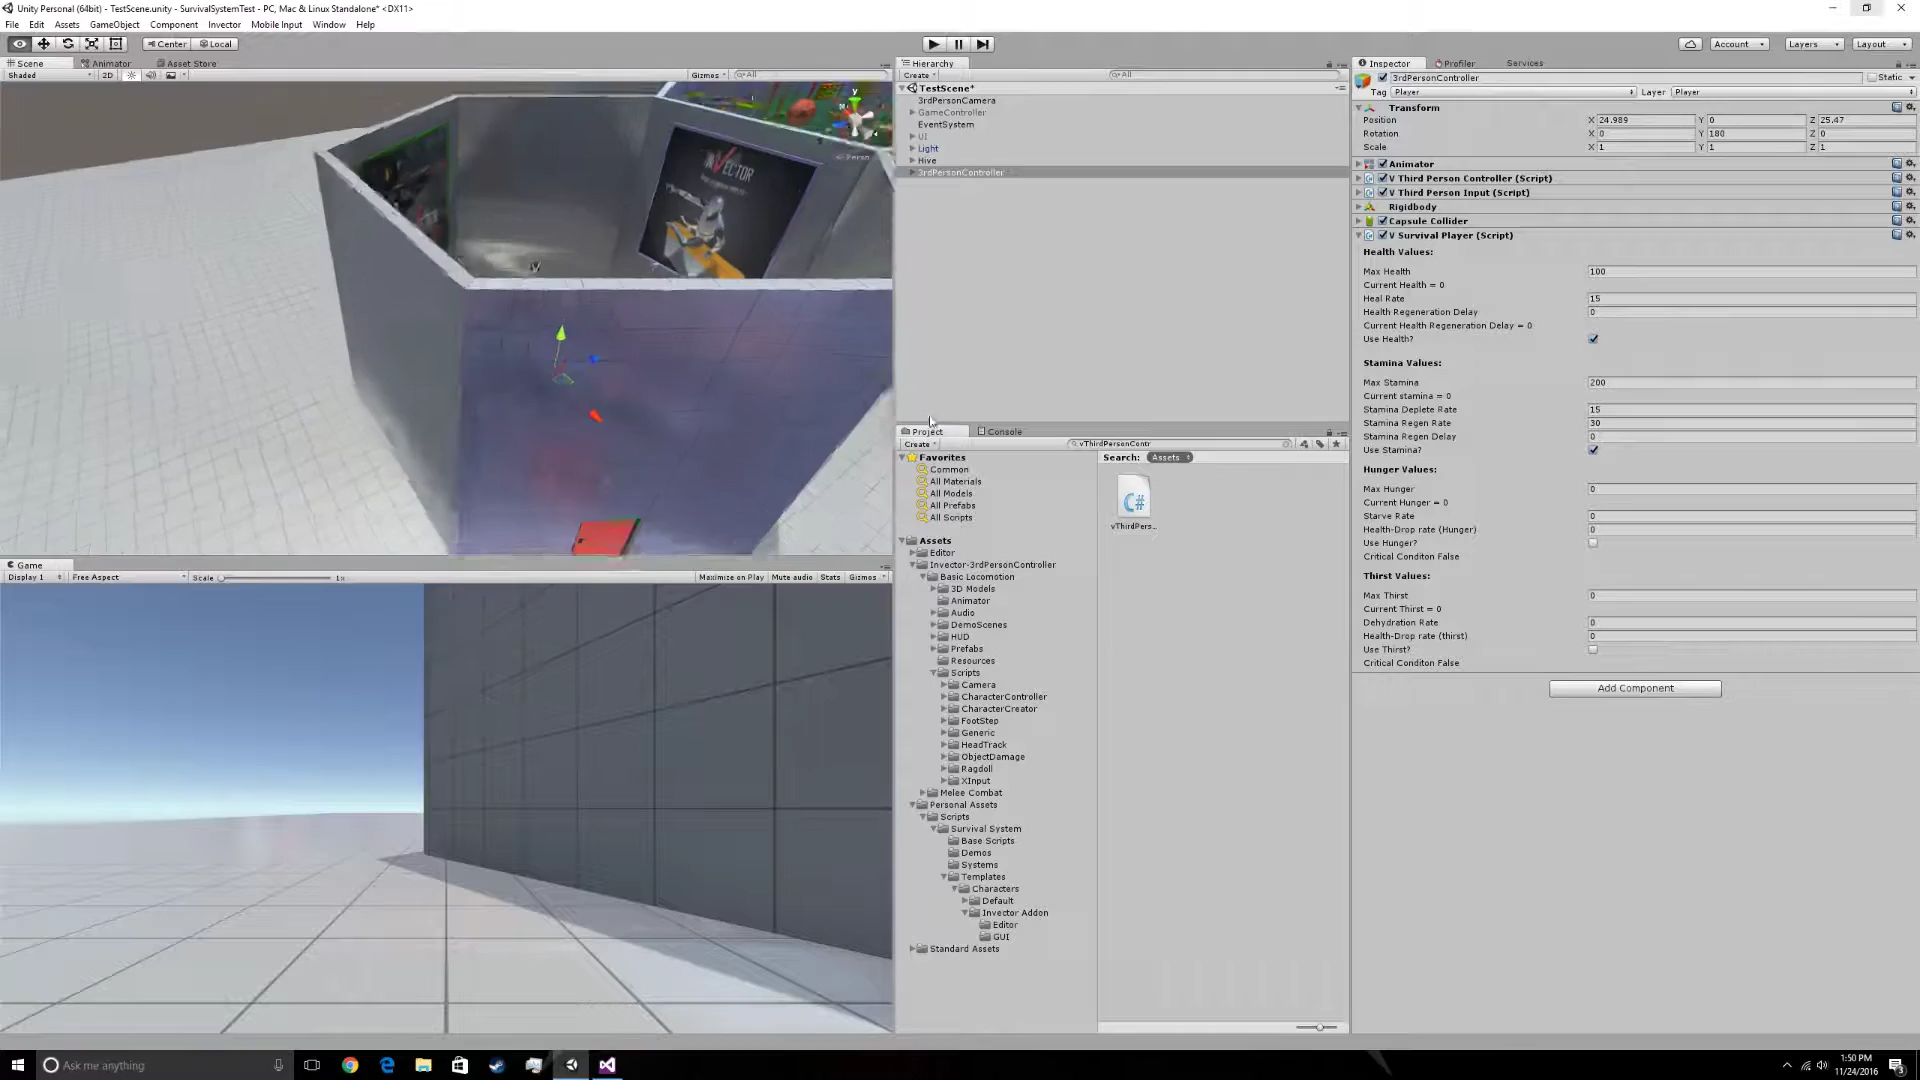 Unity Personal (64bit) - TestScene.unity - SurvivalSystemTest - PC, Mac & Linux Standalone* <DX11>
File Edit Assets GameObject Component Invector Mobile Input Window Help
Center Local Account Layers Layout
Scene Animator Asset Store
Shaded 2D Gizmos All
Persp
INVECTOR
Game
Display 1 Free Aspect Scale 1x Maximize on Play Mute audio Stats Gizmos
Hierarchy
Create All
TestScene*
3rdPersonCamera
GameController
EventSystem
UI
Light
Hive
3rdPersonController
Project Console
Create vThirdPersonContr
Favorites
Common
All Materials
All Models
All Prefabs
All Scripts
Assets
Editor
Invector-3rdPersonController
Basic Locomotion
3D Models
Animator
Audio
DemoScenes
HUD
Prefabs
Resources
Scripts
Camera
CharacterController
CharacterCreator
FootStep
Generic
HeadTrack
ObjectDamage
Ragdoll
XInput
Melee Combat
Personal Assets
Scripts
Survival System
Base Scripts
Demos
Systems
Templates
Characters
Default
Invector Addon
Editor
GUI
Standard Assets
Search: Assets
C#
vThirdPers...
Inspector Profiler Services
3rdPersonController Static
Tag Player Layer Player
Transform
Position X 24.989 Y 0 Z 25.47
Rotation X 0 Y 180 Z 0
Scale X 1 Y 1 Z 1
Animator
V Third Person Controller (Script)
V Third Person Input (Script)
Rigidbody
Capsule Collider
V Survival Player (Script)
Health Values:
Max Health 100
Current Health = 0
Heal Rate 15
Health Regeneration Delay 0
Current Health Regeneration Delay = 0
Use Health?
Stamina Values:
Max Stamina 200
Current stamina = 0
Stamina Deplete Rate 15
Stamina Regen Rate 30
Stamina Regen Delay 0
Use Stamina?
Hunger Values:
Max Hunger 0
Current Hunger = 0
Starve Rate 0
Health-Drop rate (Hunger) 0
Use Hunger?
Critical Conditon False
Thirst Values:
Max Thirst 0
Current Thirst = 0
Dehydration Rate 0
Health-Drop rate (thirst) 0
Use Thirst?
Critical Conditon False
Add Component
Ask me anything
1:50 PM
11/24/2016
3